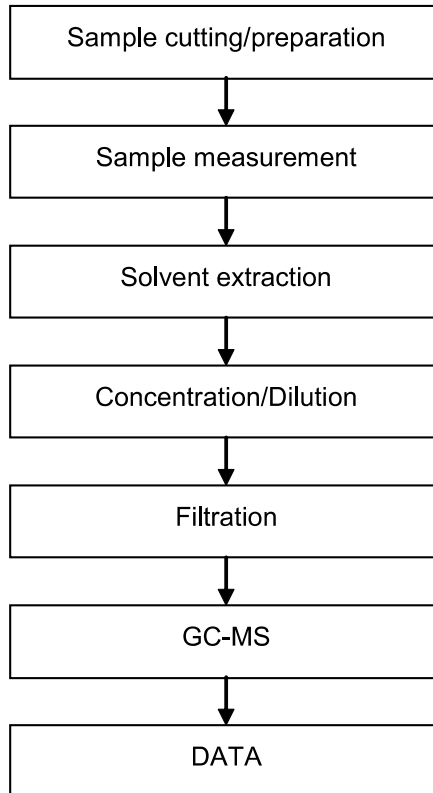 Sample cutting/preparation
Sample measurement
Solvent extraction
Concentration/Dilution
Filtration
GC-MS
DATA